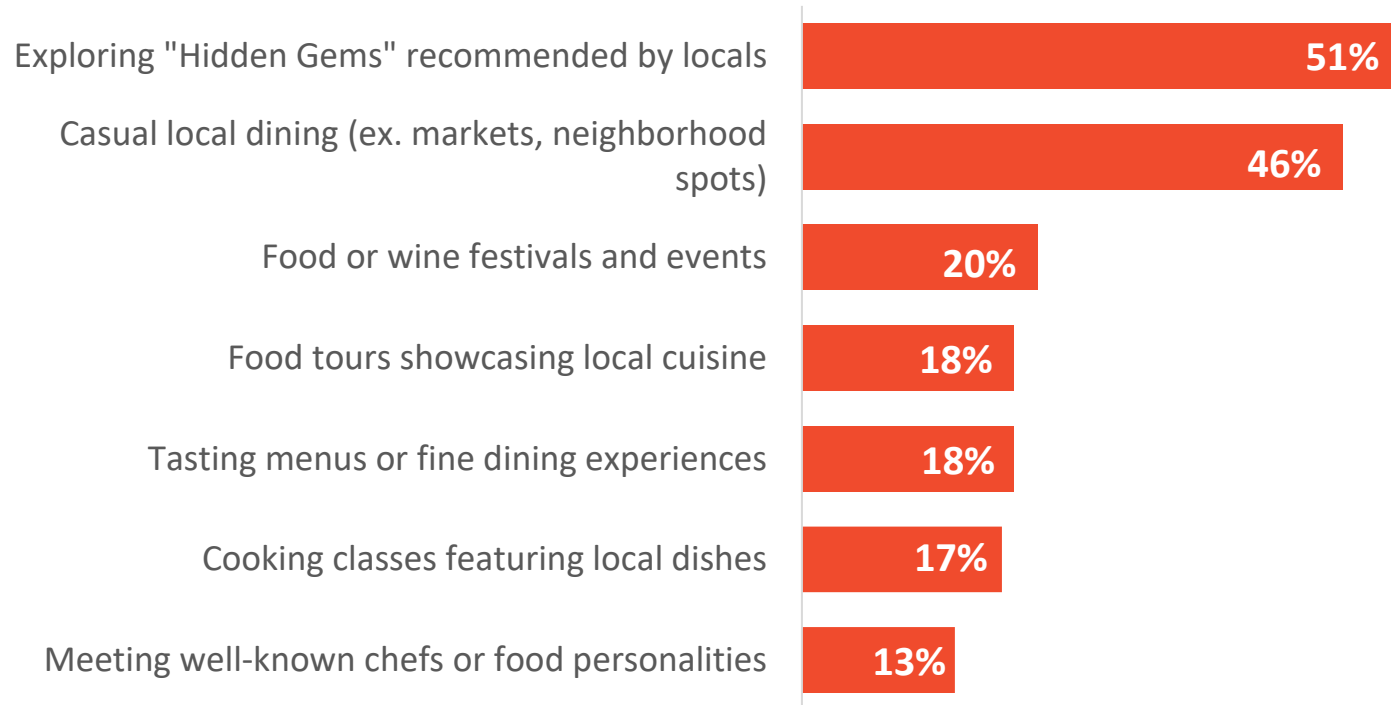 Exploring "Hidden Gems" recommended by locals
51%
Casual local dining (ex. markets, neighborhood
spots)
46%
Food or wine festivals and events
20%
Food tours showcasing local cuisine
18%
Tasting menus or fine dining experiences
18%
Cooking classes featuring local dishes
17%
Meeting well-known chefs or food personalities
13%